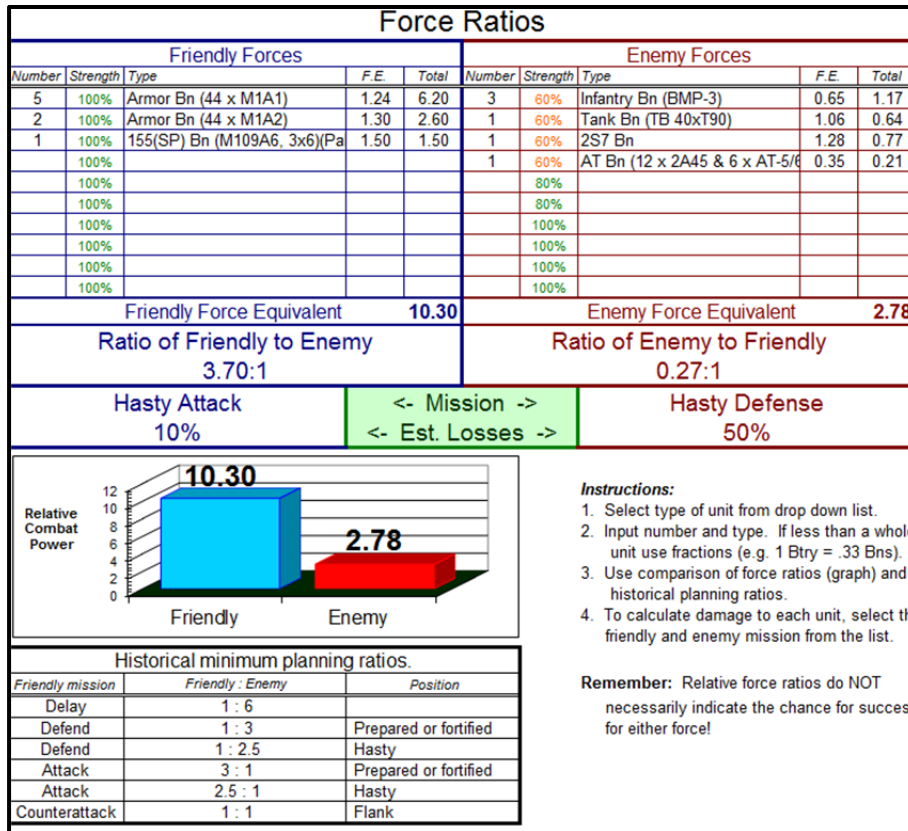 Force Ratios
Friendly Forces Enemy Forces
Number Strength Type F.E. Total Number Strength Type F.E. Total
5 100% Armor Bn (44 x M1A1) 1.24 6.20 3 60% Infantry Bn (BMP-3) 0.65 1.17
2 100% Armor Bn (44 x M1A2) 1.30 2.60 1 60% Tank Bn (TB 40xT90) 1.06 0.64
1 100% 155(SP) Bn (M109A6, 3x6)(Pa 1.50 1.50 1 60% 2S7 Bn 1.28 0.77
100% 1 60% AT Bn (12 x 2A45 & 6 x AT-5/6 0.35 0.21
100% 80%
100% 80%
100% 100%
100% 100%
100% 100%
100% 100%
Friendly Force Equivalent 10.30 Enemy Force Equivalent 2.78
Ratio of Friendly to Enemy Ratio of Enemy to Friendly
3.70:1 0.27:1
Hasty Attack <- Mission -> Hasty Defense
10% <- Est. Losses -> 50%
10.30
2.78
Relative
Combat
Power
12
10
8
6
4
2
0
Friendly Enemy
Instructions:
1. Select type of unit from drop down list.
2. Input number and type. If less than a whole
unit use fractions (e.g. 1 Btry = .33 Bns).
3. Use comparison of force ratios (graph) and
historical planning ratios.
4. To calculate damage to each unit, select th
friendly and enemy mission from the list.
Remember: Relative force ratios do NOT
necessarily indicate the chance for succes
for either force!
Historical minimum planning ratios.
Friendly mission Friendly : Enemy Position
Delay 1 : 6
Defend 1 : 3 Prepared or fortified
Defend 1 : 2.5 Hasty
Attack 3 : 1 Prepared or fortified
Attack 2.5 : 1 Hasty
Counterattack 1 : 1 Flank